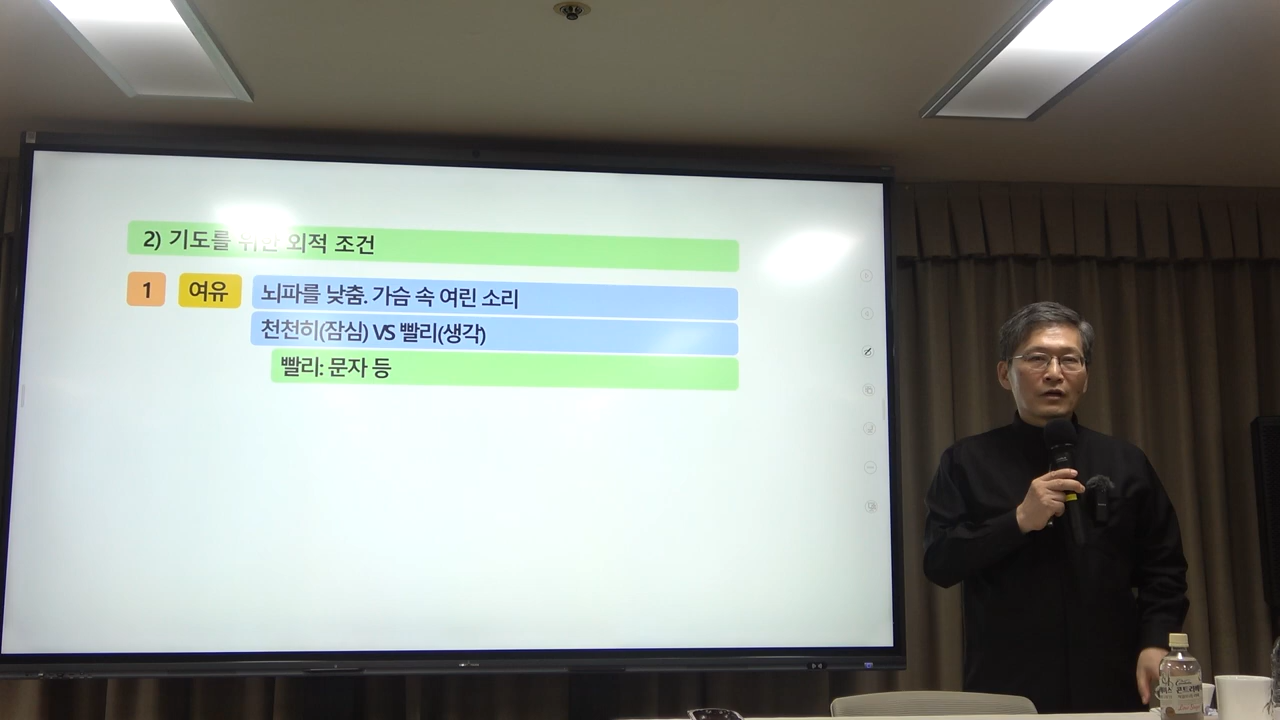 2) 기도를 위한 외적 조건
1 여유 뇌파를 낮춤. 가슴 속 여린 소리
천천히(잠심) VS 빨리(생각)
빨리: 문자 등